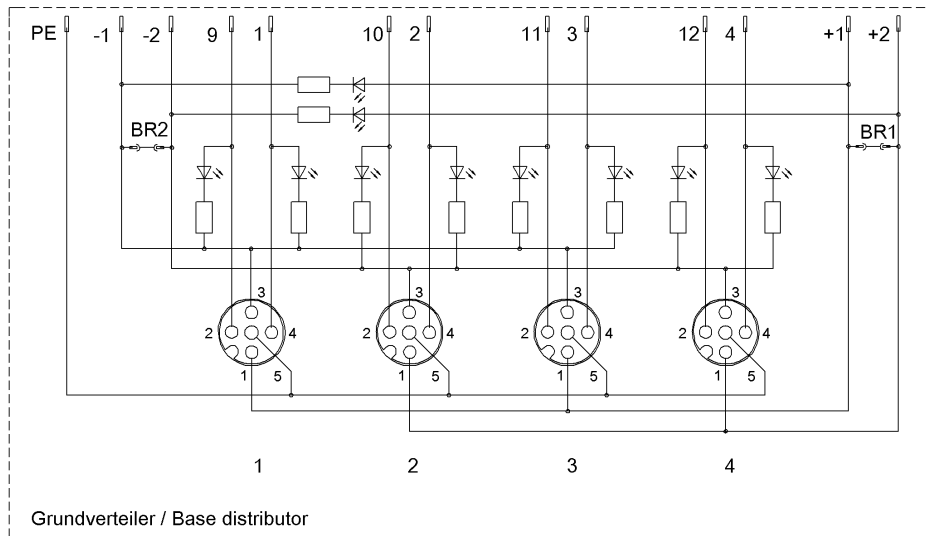 PE -1 -2 9 1 10 2 11 3 12 4 +1 +2
BR2 BR1
3 3 3 3
2 4 2 4 2 4 2 4
1 5 1 5 1 5 1 5
1 2 3 4
Grundverteiler / Base distributor